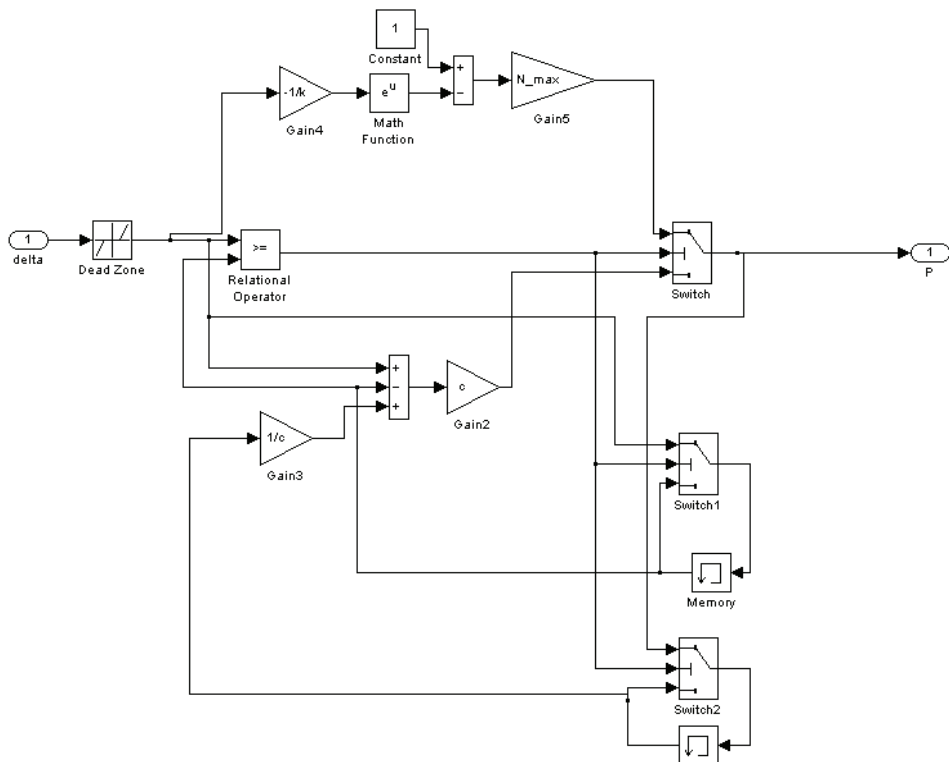 1
Constant
+
−
-1/k
Gain4
e^u
Math
Function
N_max
Gain5
1
delta
Dead Zone
>=
Relational
Operator
Switch
1
P
+
−
+
c
Gain2
1/c
Gain3
Switch1
Memory
Switch2